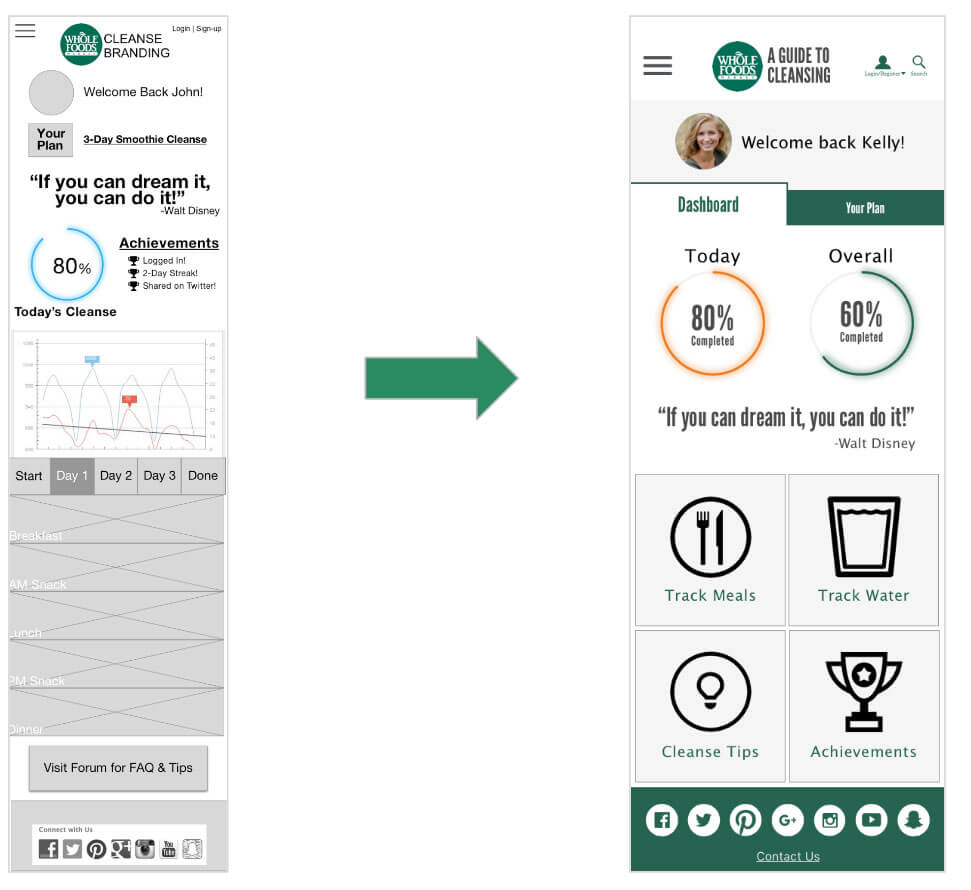 Login | Sign-up
WHOLE
FOODS
MARKET
CLEANSE
BRANDING
Welcome Back John!
Your
Plan
3-Day Smoothie Cleanse
“If you can dream it,
you can do it!”
-Walt Disney
80%
Achievements
Logged In!
2-Day Streak!
Shared on Twitter!
Today's Cleanse
Start
Day 1
Day 2
Day 3
Done
Breakfast
AM Snack
Lunch
PM Snack
Dinner
Visit Forum for FAQ & Tips
Connect with Us
You
Tube
WHOLE
FOODS
MARKET
A GUIDE TO
CLEANSING
Login/Register
Search
Welcome back Kelly!
Dashboard
Your Plan
Today
Overall
80%
Completed
60%
Completed
“If you can dream it, you can do it!”
-Walt Disney
Track Meals
Track Water
Cleanse Tips
Achievements
G+
Contact Us